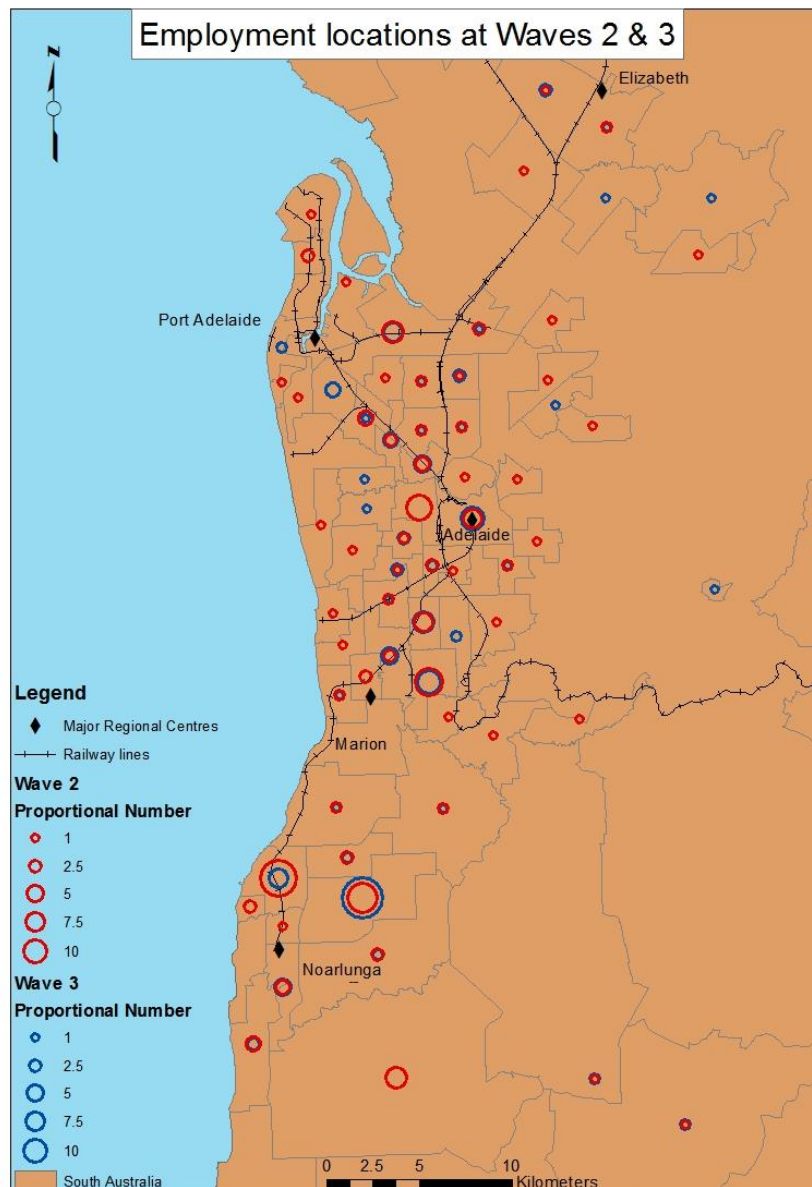 Employment locations at Waves 2 & 3
N
Elizabeth
Port Adelaide
Adelaide
Marion
Noarlunga
Legend
Major Regional Centres
Railway lines
Wave 2
Proportional Number
1
2.5
5
7.5
10
Wave 3
Proportional Number
1
2.5
5
7.5
10
South Australia
0 2.5 5 10
Kilometers